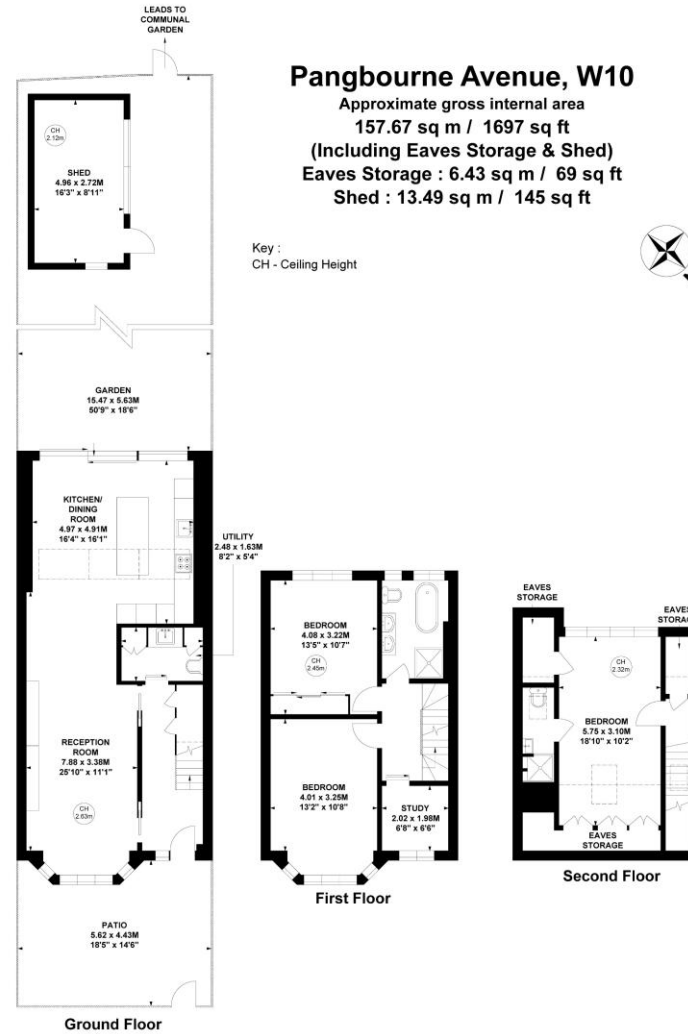 LEADS TO
COMMUNAL
GARDEN
Pangbourne Avenue, W10
Approximate gross internal area
157.67 sq m / 1697 sq ft
(Including Eaves Storage & Shed)
Eaves Storage : 6.43 sq m / 69 sq ft
Shed : 13.49 sq m / 145 sq ft
Key :
CH - Ceiling Height
CH
2.12m
SHED
4.96 x 2.72M
16'3" x 8'11"
GARDEN
15.47 x 5.63M
50'9" x 18'6"
KITCHEN/
DINING
ROOM
4.97 x 4.91M
16'4" x 16'1"
UTILITY
2.48 x 1.63M
8'2" x 5'4"
RECEPTION
ROOM
7.88 x 3.38M
25'10" x 11'1"
CH
2.63m
PATIO
5.62 x 4.43M
18'5" x 14'6"
Ground Floor
BEDROOM
4.08 x 3.22M
13'5" x 10'7"
CH
2.45m
BEDROOM
4.01 x 3.25M
13'2" x 10'8"
STUDY
2.02 x 1.98M
6'8" x 6'6"
First Floor
EAVES
STORAGE
EAVES
STORAG
CH
2.32m
BEDROOM
5.75 x 3.10M
18'10" x 10'2"
EAVES
STORAGE
Second Floor